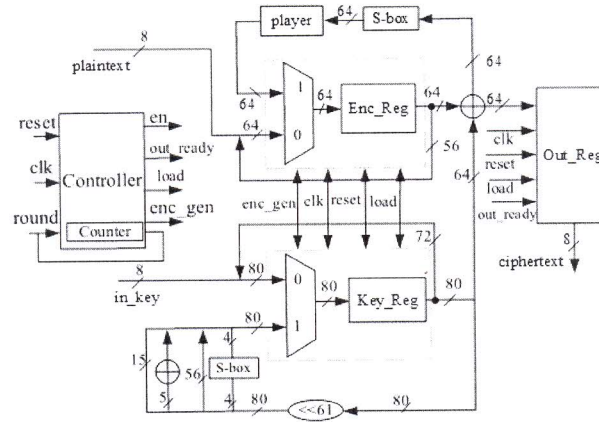 player
64
S-box
8
plaintext
64
64
64
1
0
64
64
Enc_Reg
64
64
56
64
reset
clk
round
Controller
Counter
en
out_ready
load
enc_gen
enc_gen
clk
reset
load
clk
reset
load
out_ready
Out_Reg
8
ciphertext
72
8
in_key
80
0
1
80
80
Key_Reg
80
15
5
56
4
S-box
4
80
<<61
80